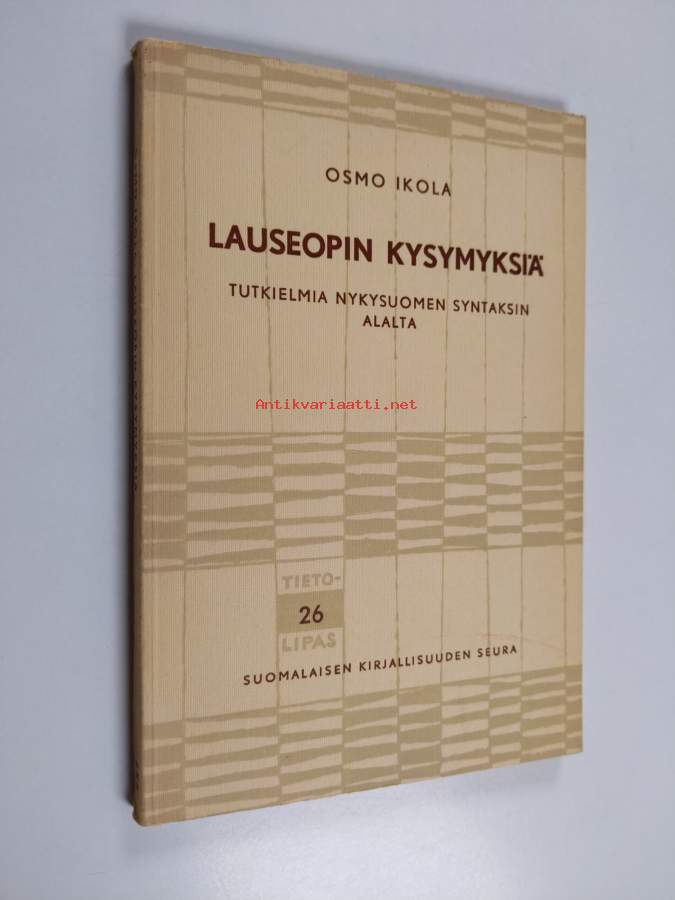 OSMO IKOLA
LAUSEOPIN KYSYMYKSIÄ
TUTKIELMIA NYKYSUOMEN SYNTAKSIN
ALALTA
Antikvariaatti.net
TIETO-
26
LIPAS
SUOMALAISEN KIRJALLISUUDEN SEURA